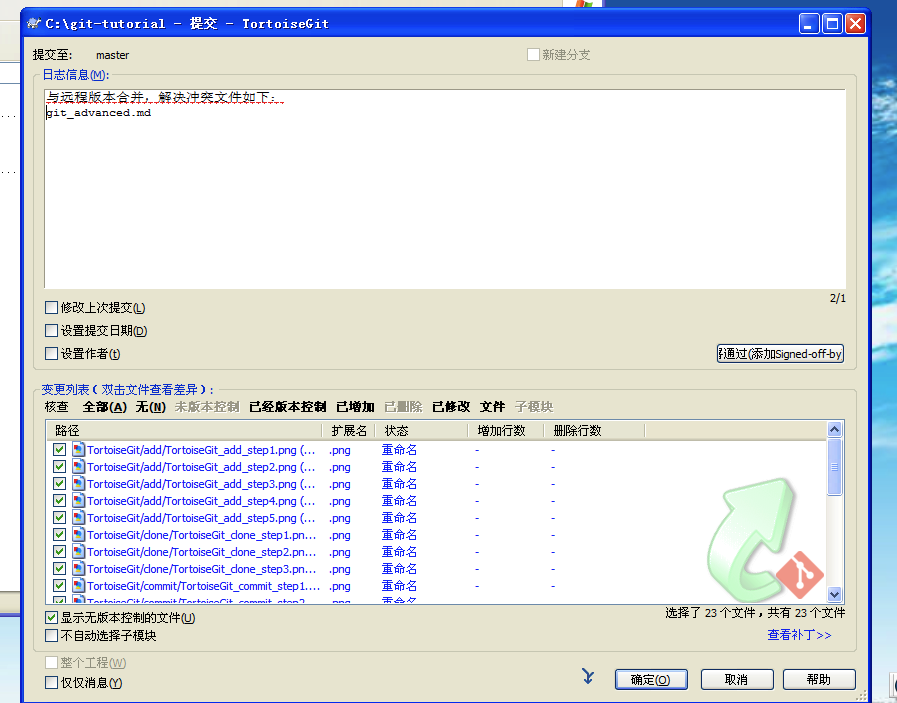 C:\git-tutorial - 提交 - TortoiseGit
提交至: master 新建分支
日志信息(M):
与远程版本合并，解决冲突文件如下：
git_advanced.md
2/1
修改上次提交(L)
设置提交日期(D)
设置作者(t)
通过(添加Signed-off-by
变更列表（双击文件查看差异）:
核查 全部(A) 无(N) 未版本控制 已经版本控制 已增加 已删除 已修改 文件 子模块
路径 扩展名 状态 增加行数 删除行数
TortoiseGit/add/TortoiseGit_add_step1.png (... .png 重命名 - -
TortoiseGit/add/TortoiseGit_add_step2.png (... .png 重命名 - -
TortoiseGit/add/TortoiseGit_add_step3.png (... .png 重命名 - -
TortoiseGit/add/TortoiseGit_add_step4.png (... .png 重命名 - -
TortoiseGit/add/TortoiseGit_add_step5.png (... .png 重命名 - -
TortoiseGit/clone/TortoiseGit_clone_step1.pn... .png 重命名 - -
TortoiseGit/clone/TortoiseGit_clone_step2.pn... .png 重命名 - -
TortoiseGit/clone/TortoiseGit_clone_step3.pn... .png 重命名 - -
TortoiseGit/commit/TortoiseGit_commit_step1.... .png 重命名 - -
显示无版本控制的文件(U) 选择了 23 个文件，共有 23 个文件
不自动选择子模块 查看补丁>>
整个工程(W)
仅仅消息(Y)
确定(O) 取消 帮助